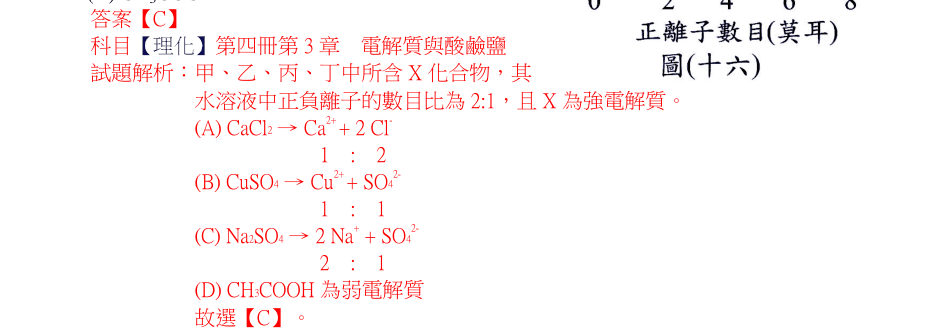 0 2 4 6 8
答案【C】
正離子數目(莫耳)
科目【理化】第四冊第 3 章　電解質與酸鹼鹽
圖(十六)
試題解析：甲、乙、丙、丁中所含 X 化合物，其
水溶液中正負離子的數目比為 2:1，且 X 為強電解質。
(A) CaCl₂ → Ca²⁺ + 2 Cl⁻
1 : 2
(B) CuSO₄ → Cu²⁺ + SO₄²⁻
1 : 1
(C) Na₂SO₄ → 2 Na⁺ + SO₄²⁻
2 : 1
(D) CH₃COOH 為弱電解質
故選【C】。